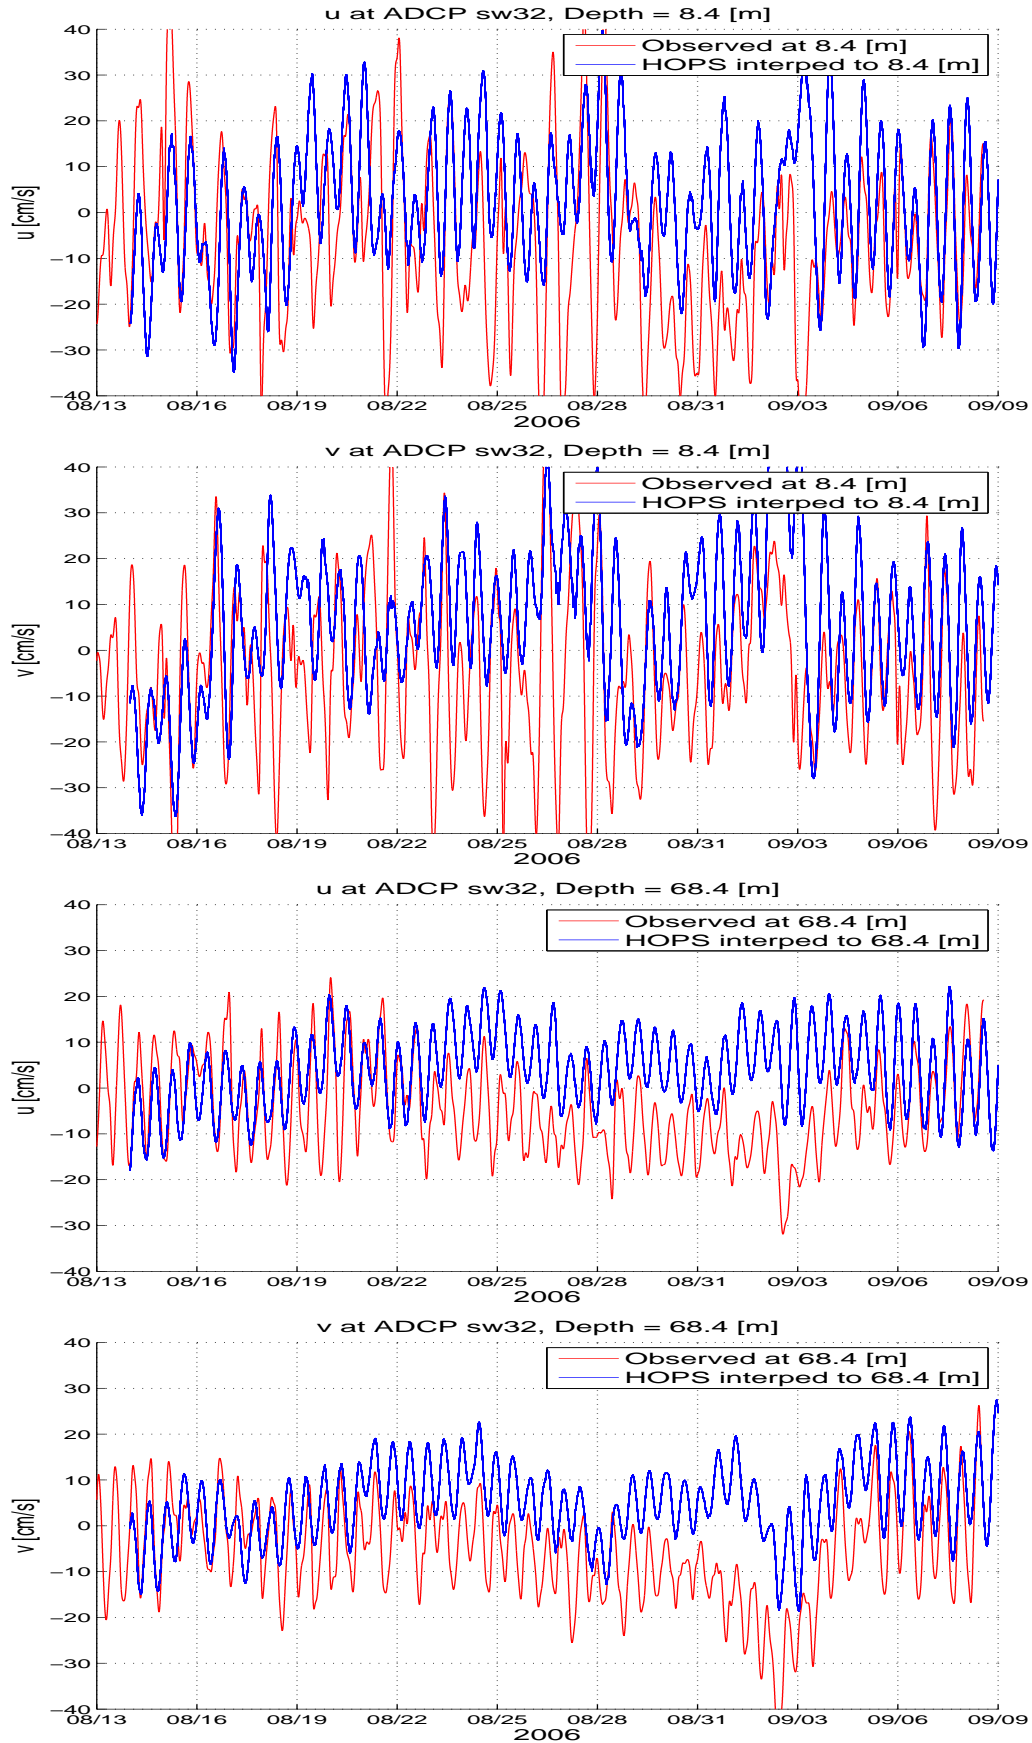 u at ADCP sw32, Depth = 8.4 [m]
Observed at 8.4 [m]
HOPS interped to 8.4 [m]
u [cm/s]
40
30
20
10
0
−10
−20
−30
−40
08/13 08/16 08/19 08/22 08/25 08/28 08/31 09/03 09/06 09/09
2006
v at ADCP sw32, Depth = 8.4 [m]
Observed at 8.4 [m]
HOPS interped to 8.4 [m]
v [cm/s]
40
30
20
10
0
−10
−20
−30
−40
08/13 08/16 08/19 08/22 08/25 08/28 08/31 09/03 09/06 09/09
2006
u at ADCP sw32, Depth = 68.4 [m]
Observed at 68.4 [m]
HOPS interped to 68.4 [m]
u [cm/s]
40
30
20
10
0
−10
−20
−30
−40
08/13 08/16 08/19 08/22 08/25 08/28 08/31 09/03 09/06 09/09
2006
v at ADCP sw32, Depth = 68.4 [m]
Observed at 68.4 [m]
HOPS interped to 68.4 [m]
v [cm/s]
40
30
20
10
0
−10
−20
−30
−40
08/13 08/16 08/19 08/22 08/25 08/28 08/31 09/03 09/06 09/09
2006